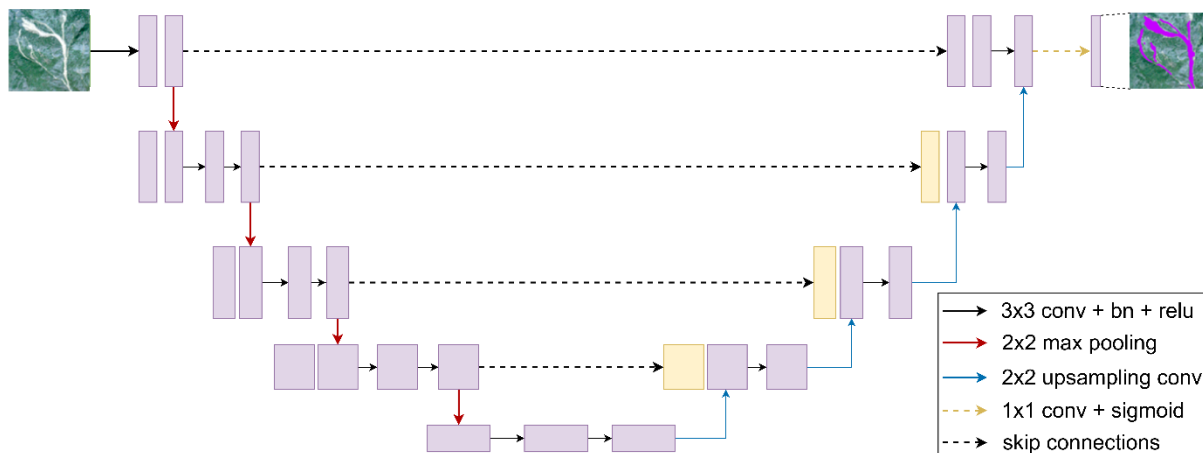 3x3 conv + bn + relu
2x2 max pooling
2x2 upsampling conv
1x1 conv + sigmoid
skip connections